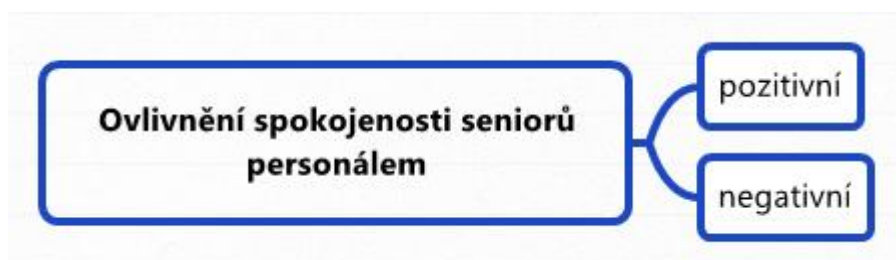 Ovlivnění spokojenosti seniorů
personálem
pozitivní
negativní